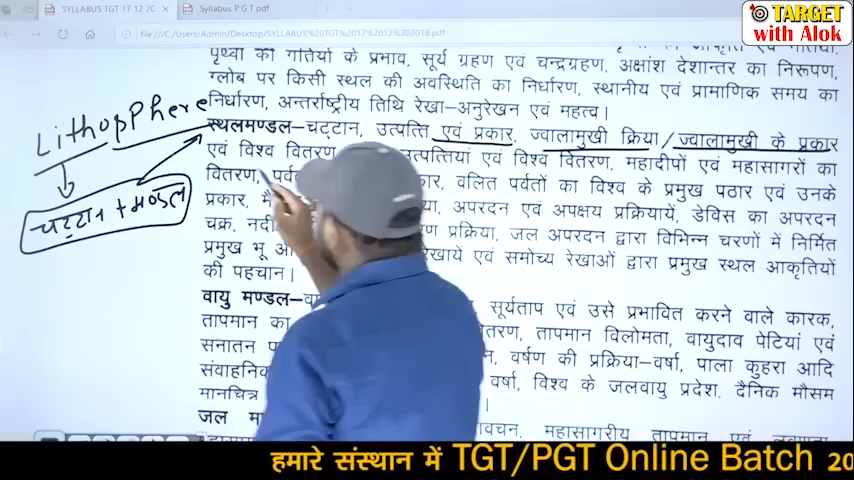 SYLLABUS TGT 17 12 20
Syllabus P G T pdf
file:///C:/Users/Admin/Desktop/SYLLABUS%20TGT%2017%2012%202018.pdf
TARGET
with Alok
पृथ्वी की गतियों के प्रभाव, सूर्य ग्रहण एवं चन्द्रग्रहण, अक्षांश देशान्तर का निरूपण,
ग्लोब पर किसी स्थल की अवस्थिति का निर्धारण, स्थानीय एवं प्रामाणिक समय का
निर्धारण, अन्तर्राष्ट्रीय तिथि रेखा–अनुरेखन एवं महत्व।
स्थलमण्डल–चट्टान, उत्पत्ति एवं प्रकार, ज्वालामुखी क्रिया/ज्वालामुखी के प्रकार
एवं विश्व वितरण उत्पत्तियां एवं विश्व वितरण, महादीपों एवं महासागरों का
वितरण, वलित पर्वतों का विश्व के प्रमुख पठार एवं उनके
प्रकार, अपरदन एवं अपक्षय प्रक्रियायें, डेविस का अपरदन
चक्र, प्रक्रिया, जल अपरदन द्वारा विभिन्न चरणों में निर्मित
प्रमुख भू एवं समोच्य रेखाओं द्वारा प्रमुख स्थल आकृतियों
की पहचान।
वायु मण्डल– सूर्यताप एवं उसे प्रभावित करने वाले कारक,
तापमान का तापमान विलोमता, वायुदाव पेटियां एवं
सनातन वर्षण की प्रक्रिया–वर्षा, पाला कुहरा आदि
संवाहनिक वर्षा, विश्व के जलवायु प्रदेश. दैनिक मौसम
मानचित्र
जल महासागरीय तापमान एवं
Lithopphere
चट्टान + मण्डल
हमारे संस्थान में TGT/PGT Online Batch 20